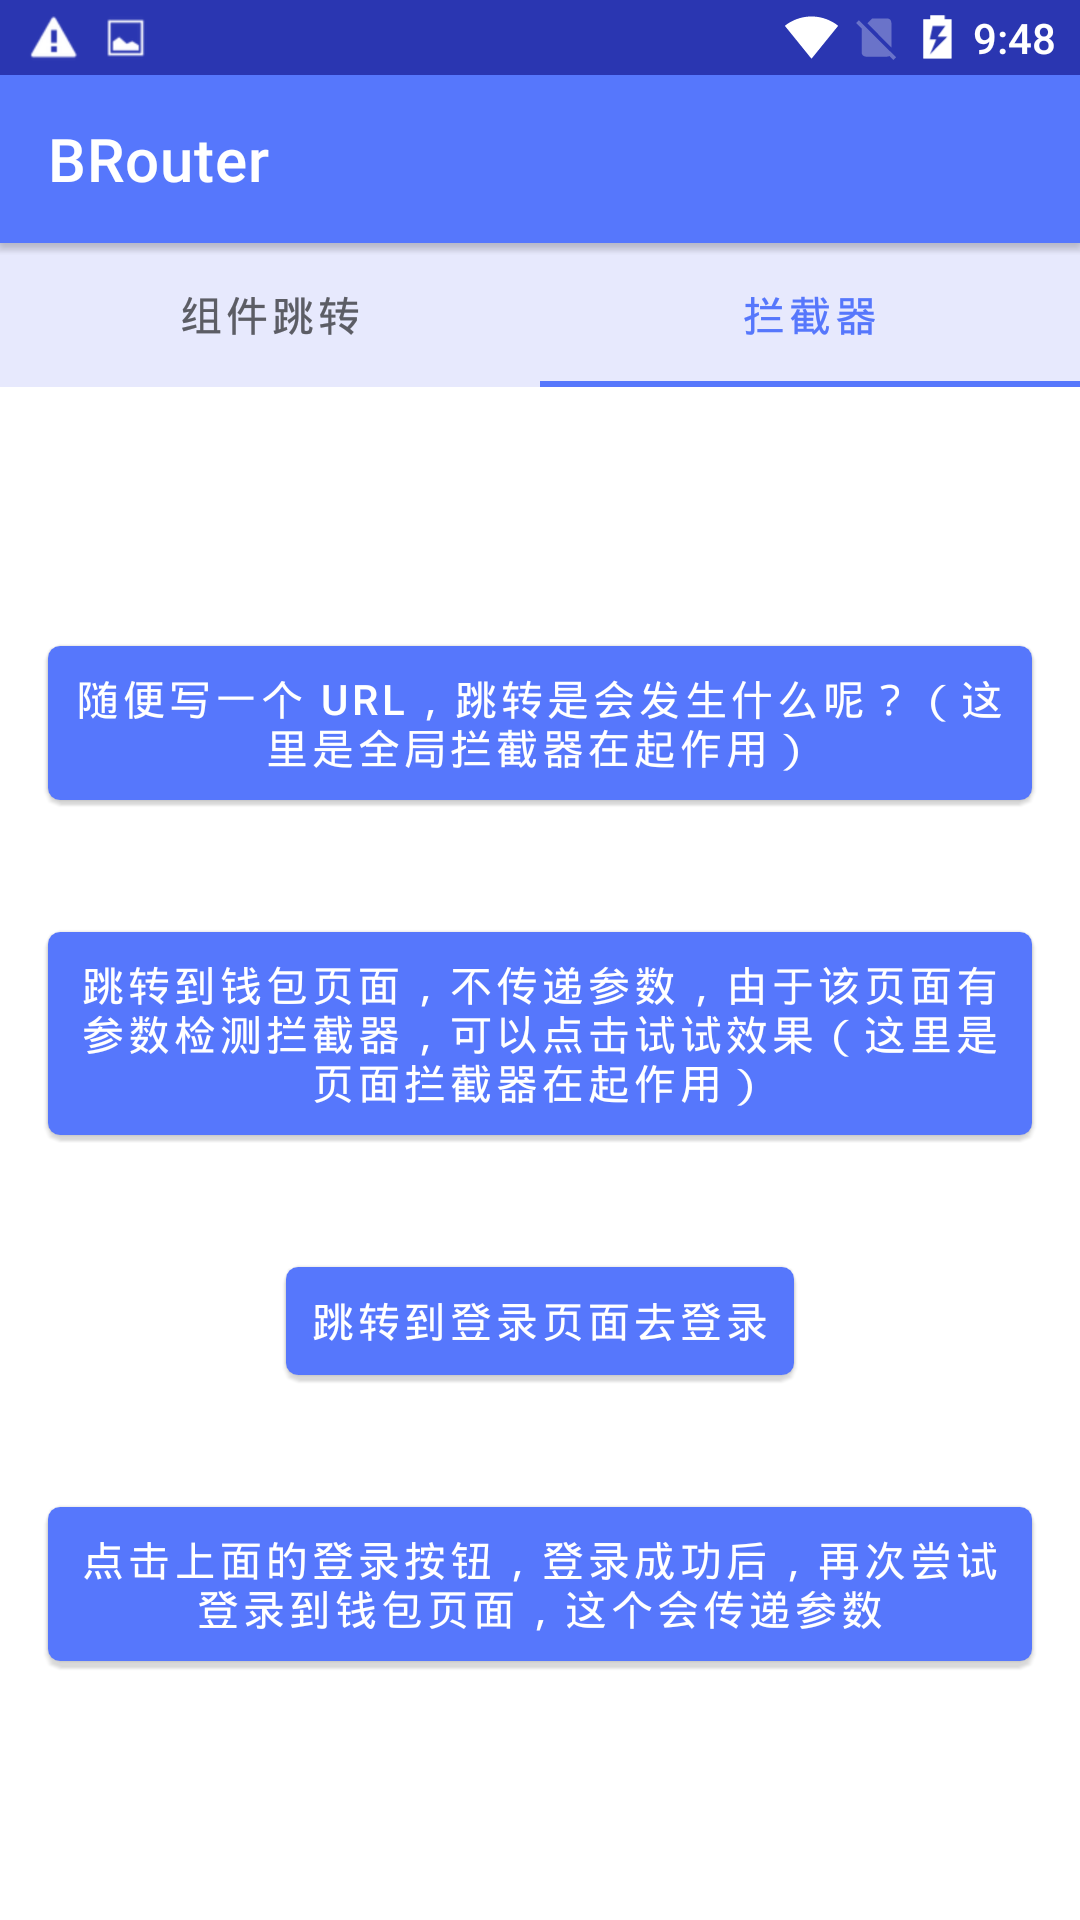 9:48
BRouter
组件跳转
拦截器
随便写一个 URL，跳转是会发生什么呢？（这
里是全局拦截器在起作用）
跳转到钱包页面，不传递参数，由于该页面有
参数检测拦截器，可以点击试试效果（这里是
页面拦截器在起作用）
跳转到登录页面去登录
点击上面的登录按钮，登录成功后，再次尝试
登录到钱包页面，这个会传递参数